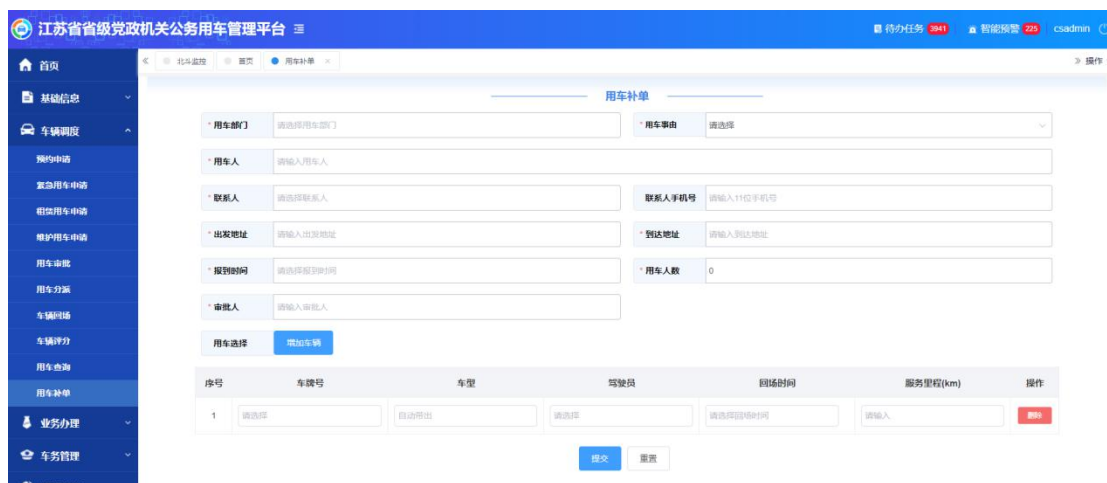 江苏省省级党政机关公务用车管理平台
待办任务 3941 智能预警 225 csadmin
首页
基础信息
车辆调度
预约申请
紧急用车申请
租赁用车申请
维护用车申请
用车审批
用车分派
车辆回场
车辆评分
用车查询
用车补单
业务办理
车务管理
« 北斗监控 首页 用车补单 × » 操作
用车补单
* 用车部门 请选择用车部门 * 用车事由 请选择
* 用车人 请输入用车人
* 联系人 请选择联系人 联系人手机号 请输入11位手机号
* 出发地址 请输入出发地址 * 到达地址 请输入到达地址
* 报到时间 请选择报到时间 * 用车人数 0
* 审批人 请输入审批人
用车选择 增加车辆
序号 车牌号 车型 驾驶员 回场时间 服务里程(km) 操作
1 请选择 自动带出 请选择 请选择回场时间 请输入 删除
提交 重置